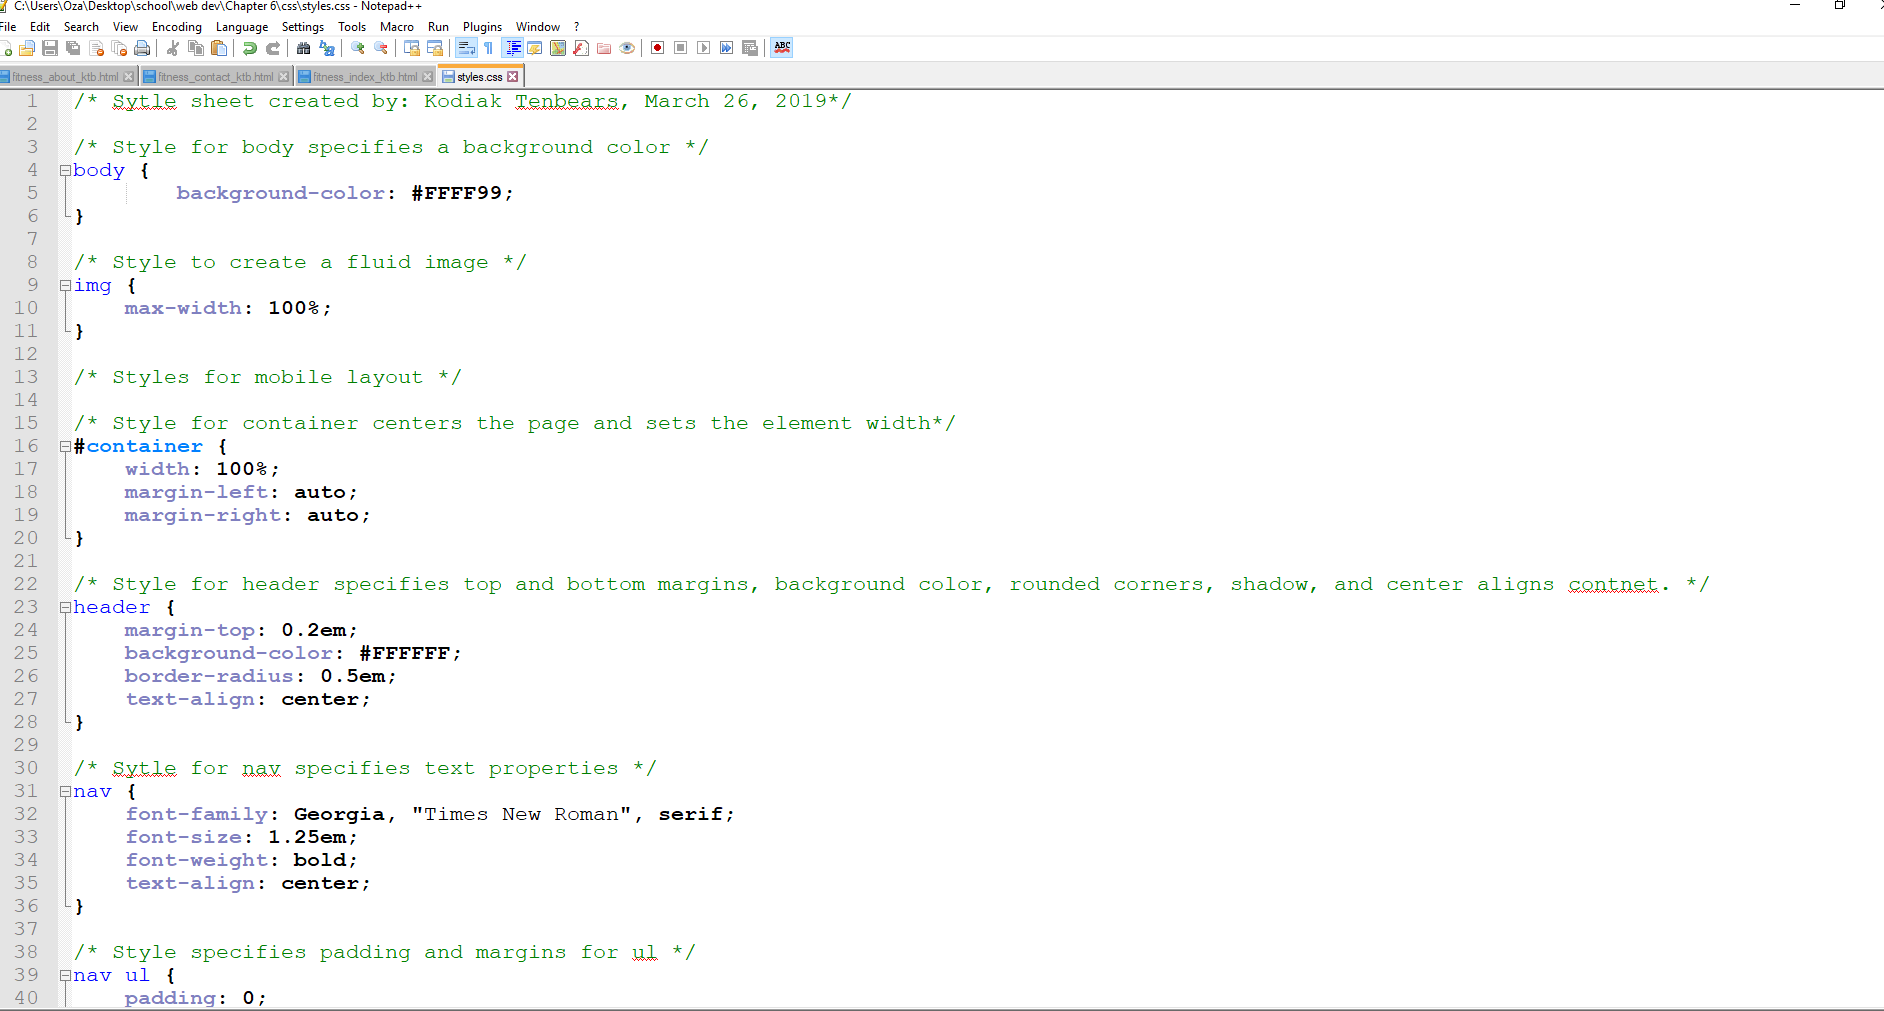 C:\Users\Oza\Desktop\school\web dev\Chapter 6\css\styles.css - Notepad++
File Edit Search View Encoding Language Settings Tools Macro Run Plugins Window ?
ABC
fitness_about_ktb.html fitness_contact_ktb.html fitness_index_ktb.html styles.css
1 /* Sytle sheet created by: Kodiak Tenbears, March 26, 2019*/
2
3 /* Style for body specifies a background color */
4 body {
5 background-color: #FFFF99;
6 }
7
8 /* Style to create a fluid image */
9 img {
10 max-width: 100%;
11 }
12
13 /* Styles for mobile layout */
14
15 /* Style for container centers the page and sets the element width*/
16 #container {
17 width: 100%;
18 margin-left: auto;
19 margin-right: auto;
20 }
21
22 /* Style for header specifies top and bottom margins, background color, rounded corners, shadow, and center aligns contnet. */
23 header {
24 margin-top: 0.2em;
25 background-color: #FFFFFF;
26 border-radius: 0.5em;
27 text-align: center;
28 }
29
30 /* Sytle for nav specifies text properties */
31 nav {
32 font-family: Georgia, "Times New Roman", serif;
33 font-size: 1.25em;
34 font-weight: bold;
35 text-align: center;
36 }
37
38 /* Style specifies padding and margins for ul */
39 nav ul {
40 padding: 0;